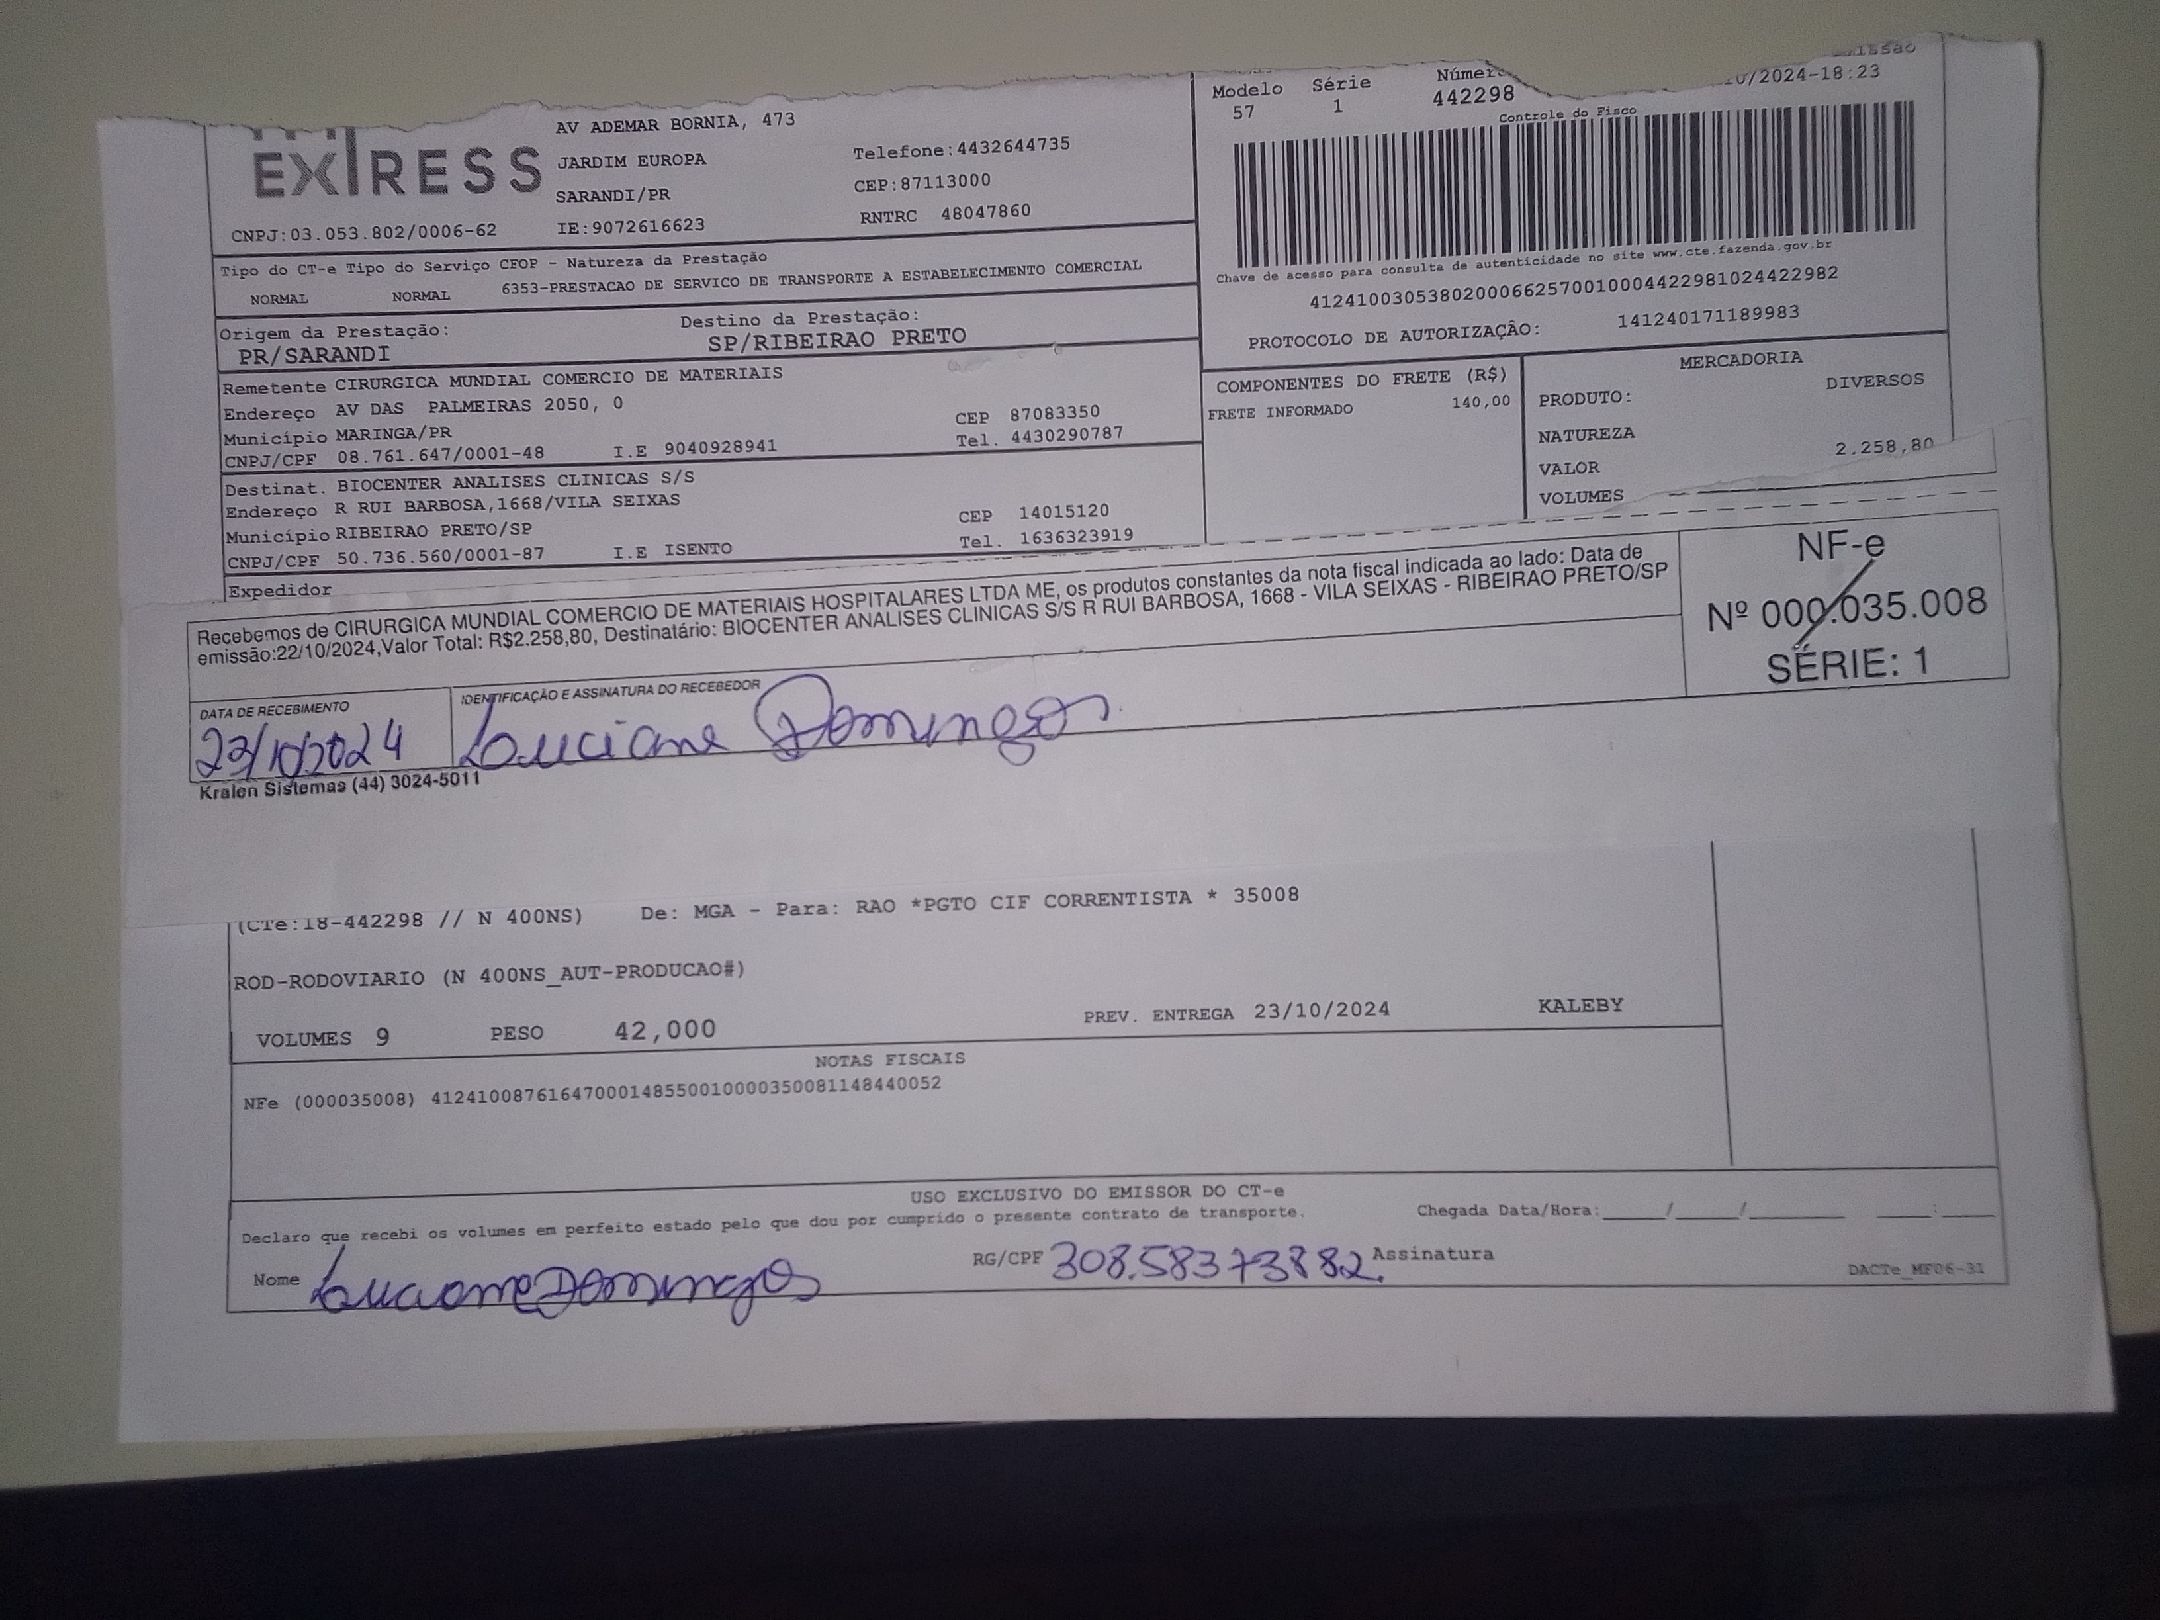 EXPRESS
AV ADEMAR BORNIA, 473
JARDIM EUROPA
SARANDI/PR
Telefone:4432644735
CEP:87113000
CNPJ:03.053.802/0006-62 IE:9072616623 RNTRC 48047860
Modelo Série
57 1 442298 /2024-18:23
Controle do Fisco
Chave de acesso para consulta de autenticidade no site www.cte.fazenda.gov.br
41241003053802000662570010004422981024422982
PROTOCOLO DE AUTORIZAÇÃO: 141240171189983
Tipo do CT-e Tipo do Serviço CFOP - Natureza da Prestação
NORMAL NORMAL 6353-PRESTACAO DE SERVICO DE TRANSPORTE A ESTABELECIMENTO COMERCIAL
Origem da Prestação: Destino da Prestação:
PR/SARANDI SP/RIBEIRAO PRETO
Remetente CIRURGICA MUNDIAL COMERCIO DE MATERIAIS
Endereço AV DAS PALMEIRAS 2050, 0 CEP 87083350
Município MARINGA/PR Tel. 4430290787
CNPJ/CPF 08.761.647/0001-48 I.E 9040928941
Destinat. BIOCENTER ANALISES CLINICAS S/S
Endereço R RUI BARBOSA,1668/VILA SEIXAS CEP 14015120
Município RIBEIRAO PRETO/SP Tel. 1636323919
CNPJ/CPF 50.736.560/0001-87 I.E ISENTO
Expedidor
COMPONENTES DO FRETE (R$)
FRETE INFORMADO 140,00
MERCADORIA
PRODUTO: DIVERSOS
NATUREZA
VALOR 2.258,80
VOLUMES
Recebemos de CIRURGICA MUNDIAL COMERCIO DE MATERIAIS HOSPITALARES LTDA ME, os produtos constantes da nota fiscal indicada ao lado: Data de
emissão:22/10/2024,Valor Total: R$2.258,80, Destinatário: BIOCENTER ANALISES CLINICAS S/S R RUI BARBOSA, 1668 - VILA SEIXAS - RIBEIRAO PRETO/SP
NF-e
Nº 000.035.008
SÉRIE: 1
DATA DE RECEBIMENTO IDENTIFICAÇÃO E ASSINATURA DO RECEBEDOR
23/10/2024 Luciane Domingos
Kralon Sistemas (44) 3024-5011
(CTe:18-442298 // N 400NS) De: MGA - Para: RAO *PGTO CIF CORRENTISTA * 35008
ROD-RODOVIARIO (N 400NS_AUT-PRODUCAO#)
VOLUMES 9 PESO 42,000 PREV. ENTREGA 23/10/2024 KALEBY
NOTAS FISCAIS
NFe (000035008) 41241008761647000148550010000350081148440052
USO EXCLUSIVO DO EMISSOR DO CT-e
Declaro que recebi os volumes em perfeito estado pelo que dou por cumprido o presente contrato de transporte. Chegada Data/Hora:_____/_____/________ _____:_____
Nome Luciane Domingos RG/CPF 308.58373882. Assinatura
DACTe_MF06-31